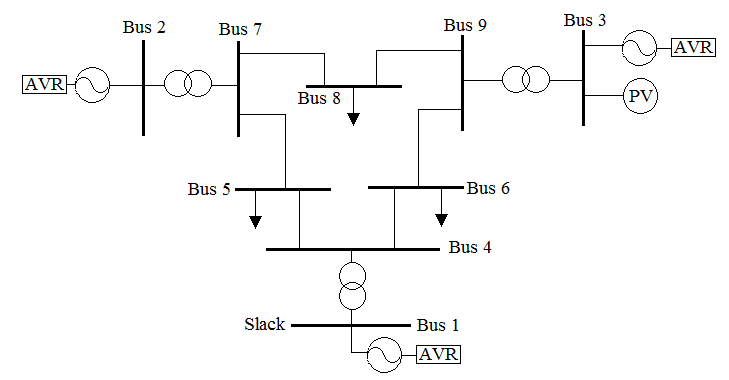 Bus 2
Bus 7
Bus 9
Bus 3
AVR
AVR
Bus 8
PV
Bus 5
Bus 6
Bus 4
Slack
Bus 1
AVR